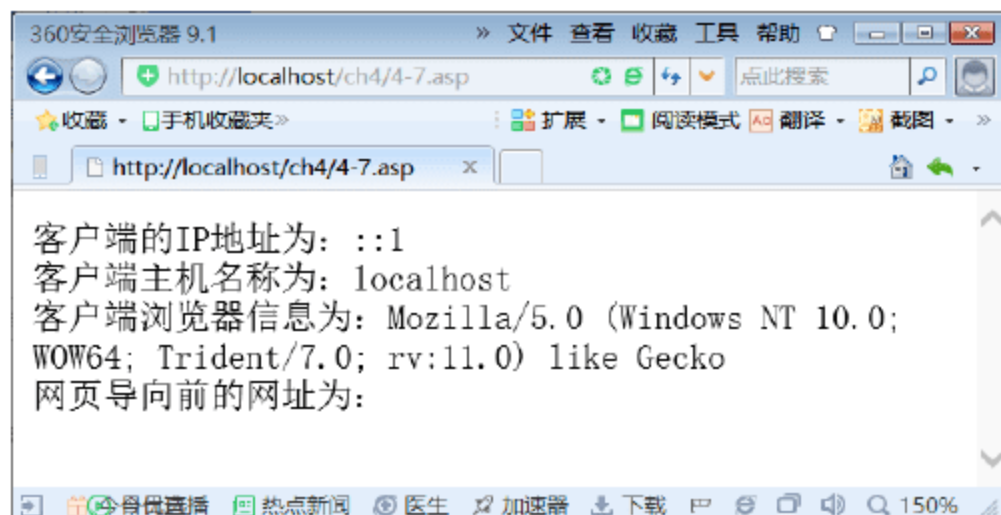 360安全浏览器 9.1 » 文件 查看 收藏 工具 帮助
http://localhost/ch4/4-7.asp 点此搜索
收藏 手机收藏夹» 扩展 阅读模式 翻译 截图 »
http://localhost/ch4/4-7.asp x
客户端的IP地址为: ::1
客户端主机名称为: localhost
客户端浏览器信息为: Mozilla/5.0 (Windows NT 10.0;
WOW64; Trident/7.0; rv:11.0) like Gecko
网页导向前的网址为:
热点新闻 医生 加速器 下载 150%